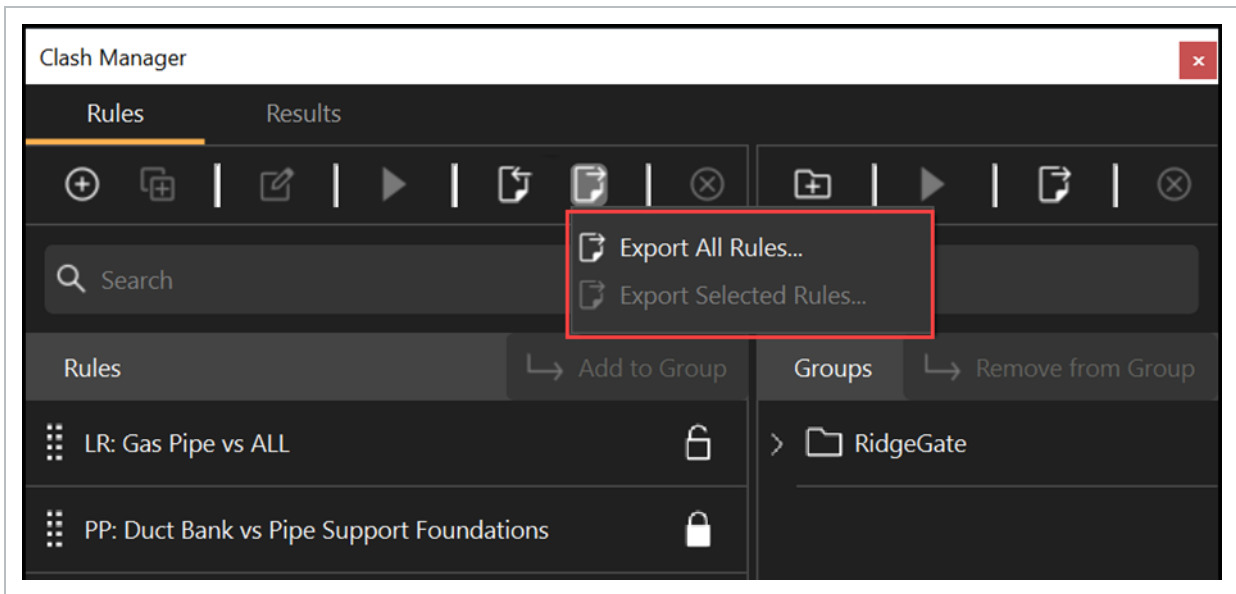 Clash Manager
Rules
Results
Export All Rules...
Export Selected Rules...
Search
Rules
Add to Group
Groups
Remove from Group
LR: Gas Pipe vs ALL
RidgeGate
PP: Duct Bank vs Pipe Support Foundations